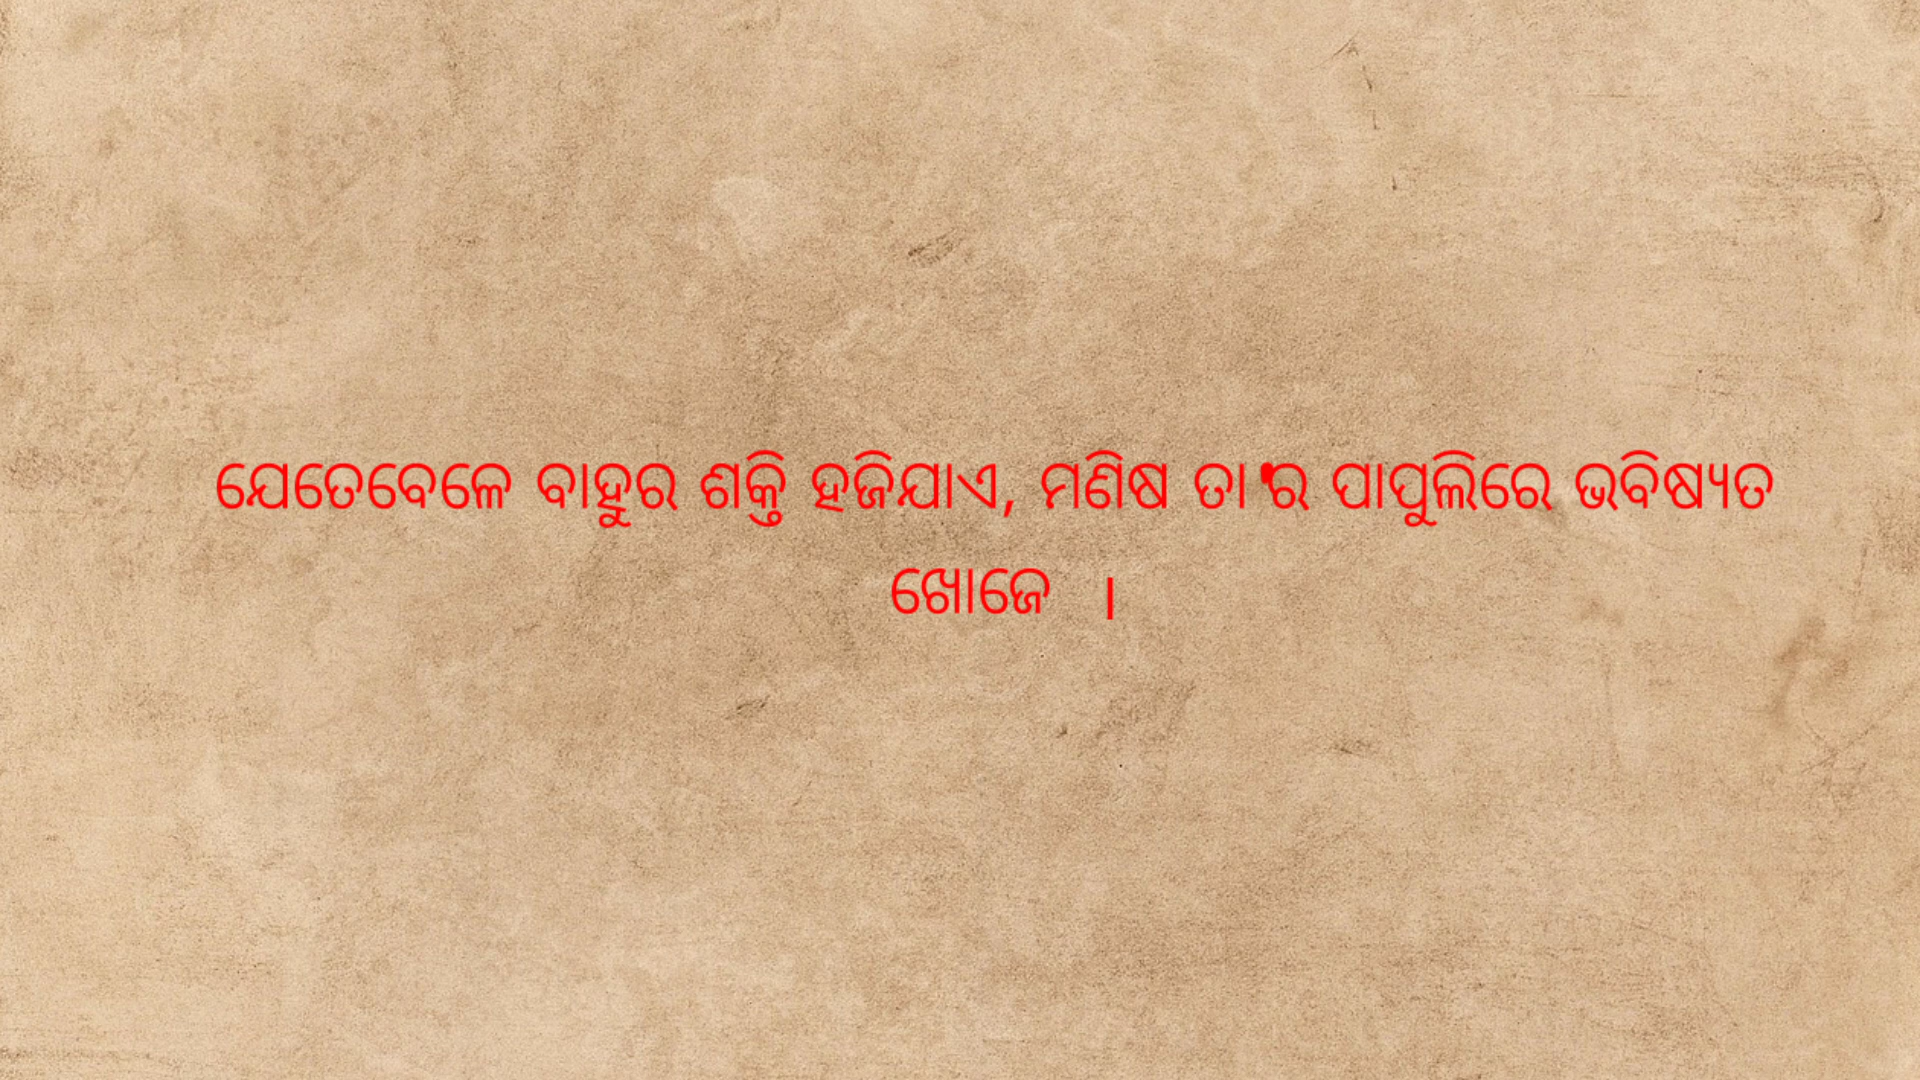 ଯେତେବେଳେ ବାହୁର ଶକ୍ତି ହଜିଯାଏ, ମଣିଷ ତା'ର ପାପୁଲିରେ ଭବିଷ୍ୟତ
ଖୋଜେ ।